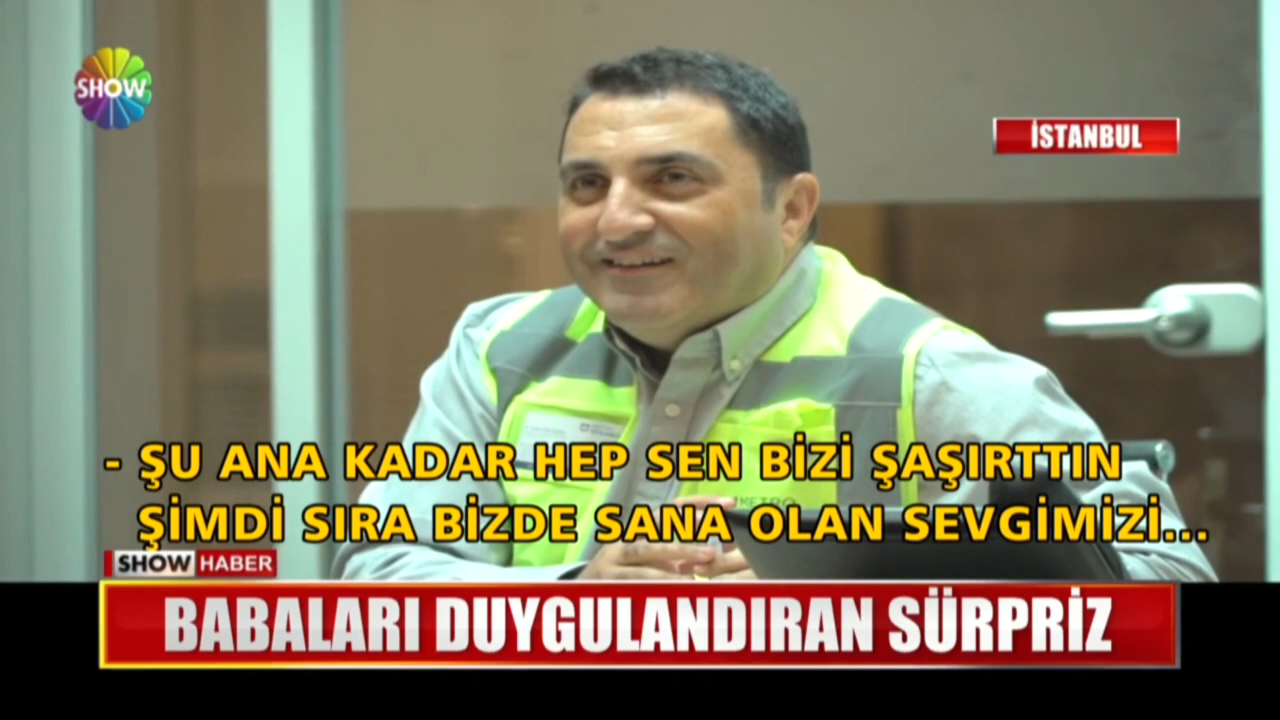 SHOW
İSTANBUL
- ŞU ANA KADAR HEP SEN BİZİ ŞAŞIRTTIN
ŞİMDİ SIRA BİZDE SANA OLAN SEVGİMİZİ...
METRO
SHOW HABER
BABALARI DUYGULANDIRAN SÜRPRİZ